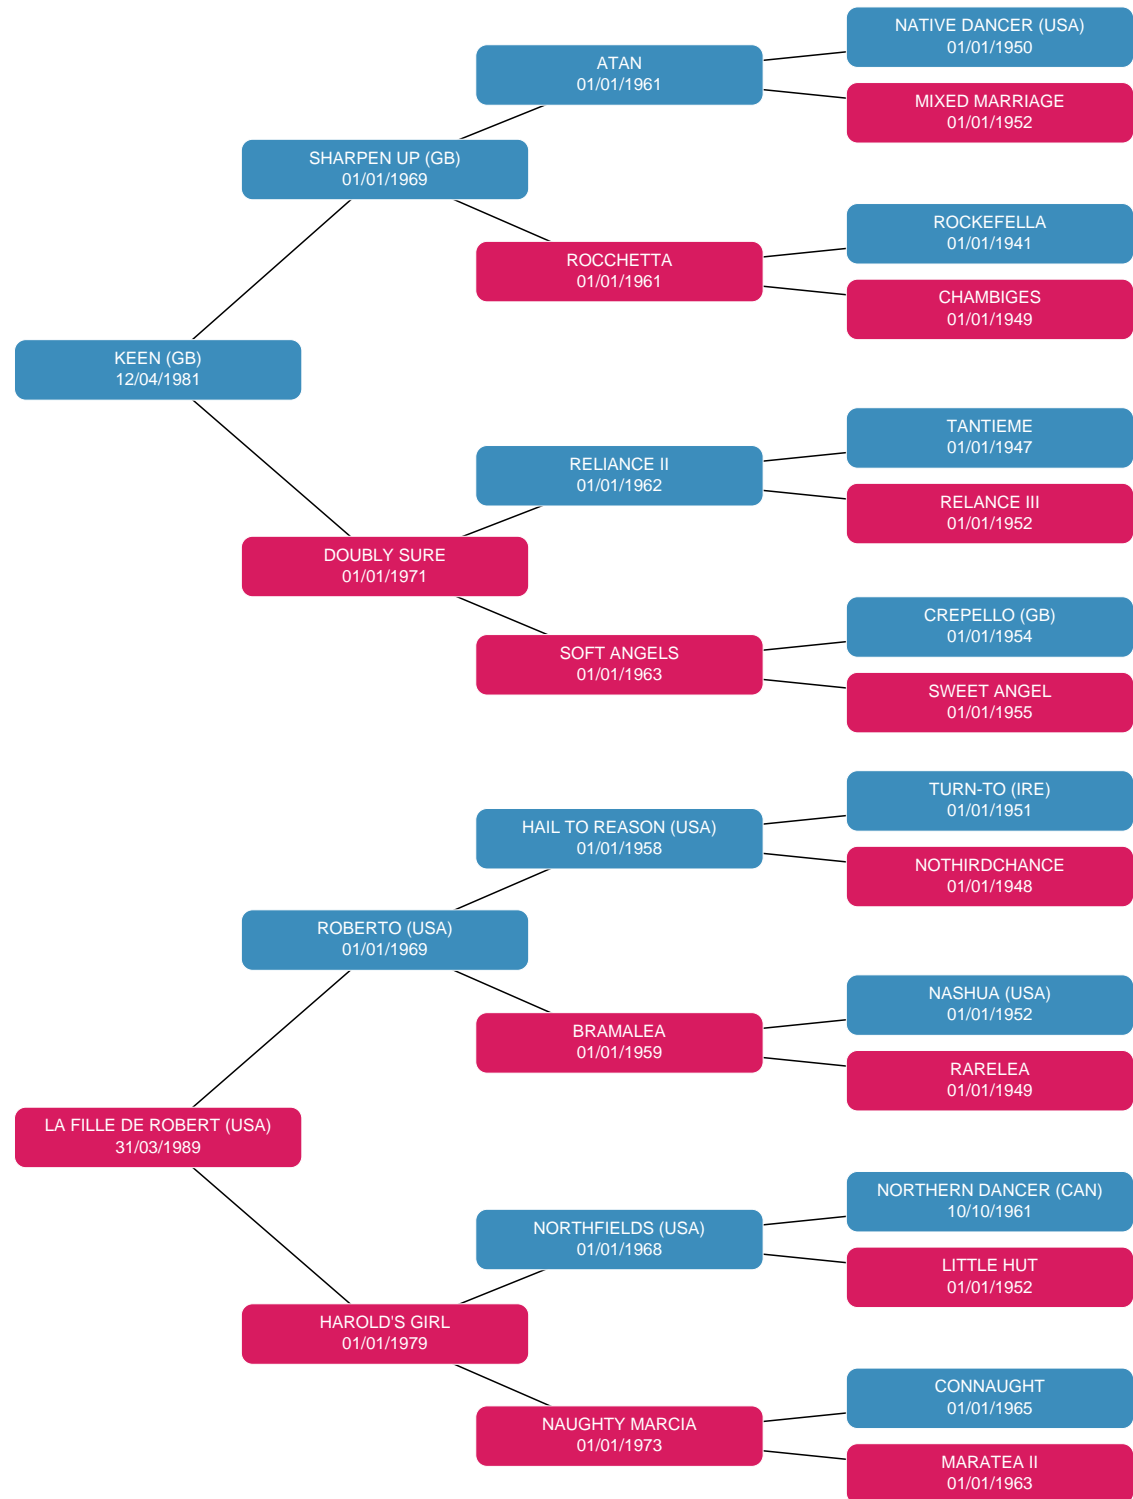 NATIVE DANCER (USA)
01/01/1950
ATAN
01/01/1961
MIXED MARRIAGE
01/01/1952
SHARPEN UP (GB)
01/01/1969
ROCKEFELLA
01/01/1941
ROCCHETTA
01/01/1961
CHAMBIGES
01/01/1949
KEEN (GB)
12/04/1981
TANTIEME
01/01/1947
RELIANCE II
01/01/1962
RELANCE III
01/01/1952
DOUBLY SURE
01/01/1971
CREPELLO (GB)
01/01/1954
SOFT ANGELS
01/01/1963
SWEET ANGEL
01/01/1955
TURN-TO (IRE)
01/01/1951
HAIL TO REASON (USA)
01/01/1958
NOTHIRDCHANCE
01/01/1948
ROBERTO (USA)
01/01/1969
NASHUA (USA)
01/01/1952
BRAMALEA
01/01/1959
RARELEA
01/01/1949
LA FILLE DE ROBERT (USA)
31/03/1989
NORTHERN DANCER (CAN)
10/10/1961
NORTHFIELDS (USA)
01/01/1968
LITTLE HUT
01/01/1952
HAROLD'S GIRL
01/01/1979
CONNAUGHT
01/01/1965
NAUGHTY MARCIA
01/01/1973
MARATEA II
01/01/1963